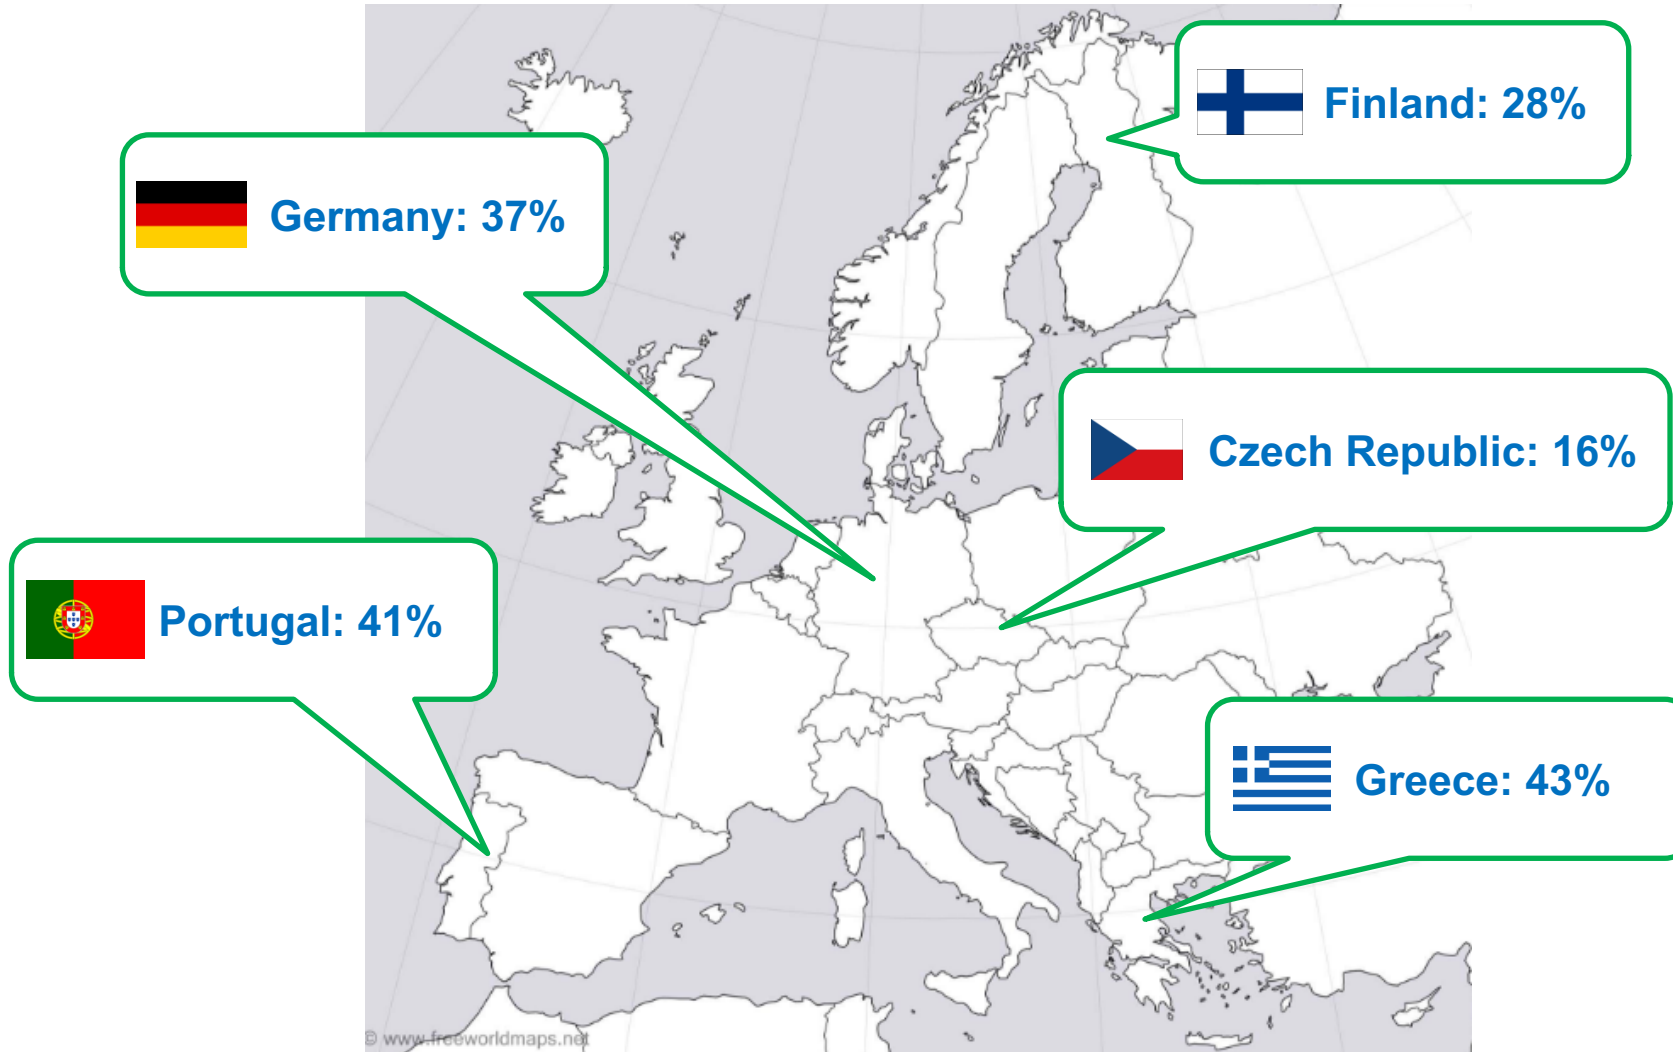 Finland: 28%
Germany: 37%
Czech Republic: 16%
Portugal: 41%
Greece: 43%
© www.freeworldmaps.net